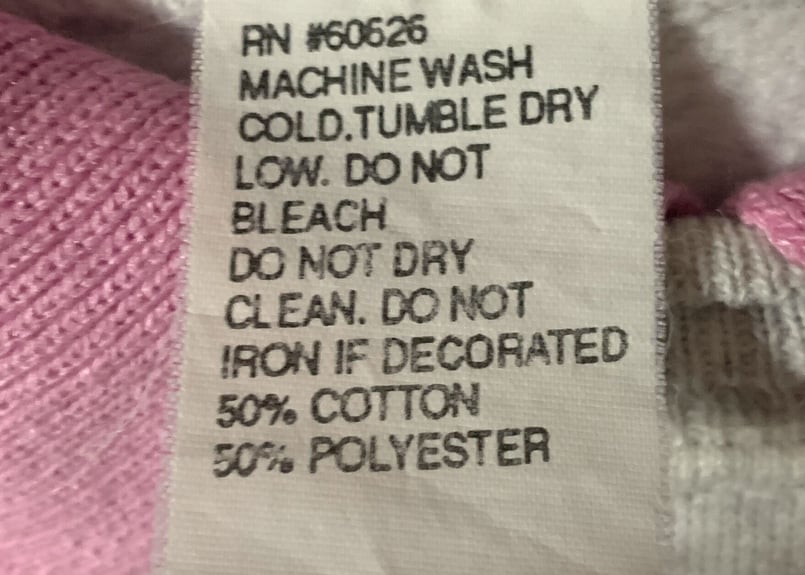 RN #60626
MACHINE WASH
COLD.TUMBLE DRY
LOW. DO NOT
BLEACH
DO NOT DRY
CLEAN. DO NOT
IRON IF DECORATED
50% COTTON
50% POLYESTER